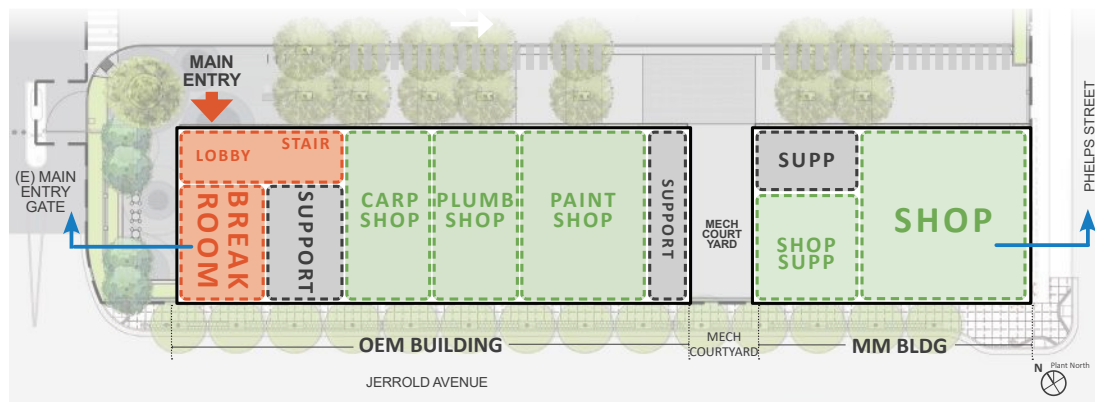 MAIN
ENTRY
(E) MAIN
ENTRY
GATE
LOBBY
STAIR
BREAK
ROOM
SUPPORT
CARP
SHOP
PLUMB
SHOP
PAINT
SHOP
SUPPORT
MECH
COURT
YARD
SUPP
SHOP
SUPP
SHOP
PHELPS STREET
OEM BUILDING
MECH
COURTYARD
MM BLDG
JERROLD AVENUE
N
Plant North